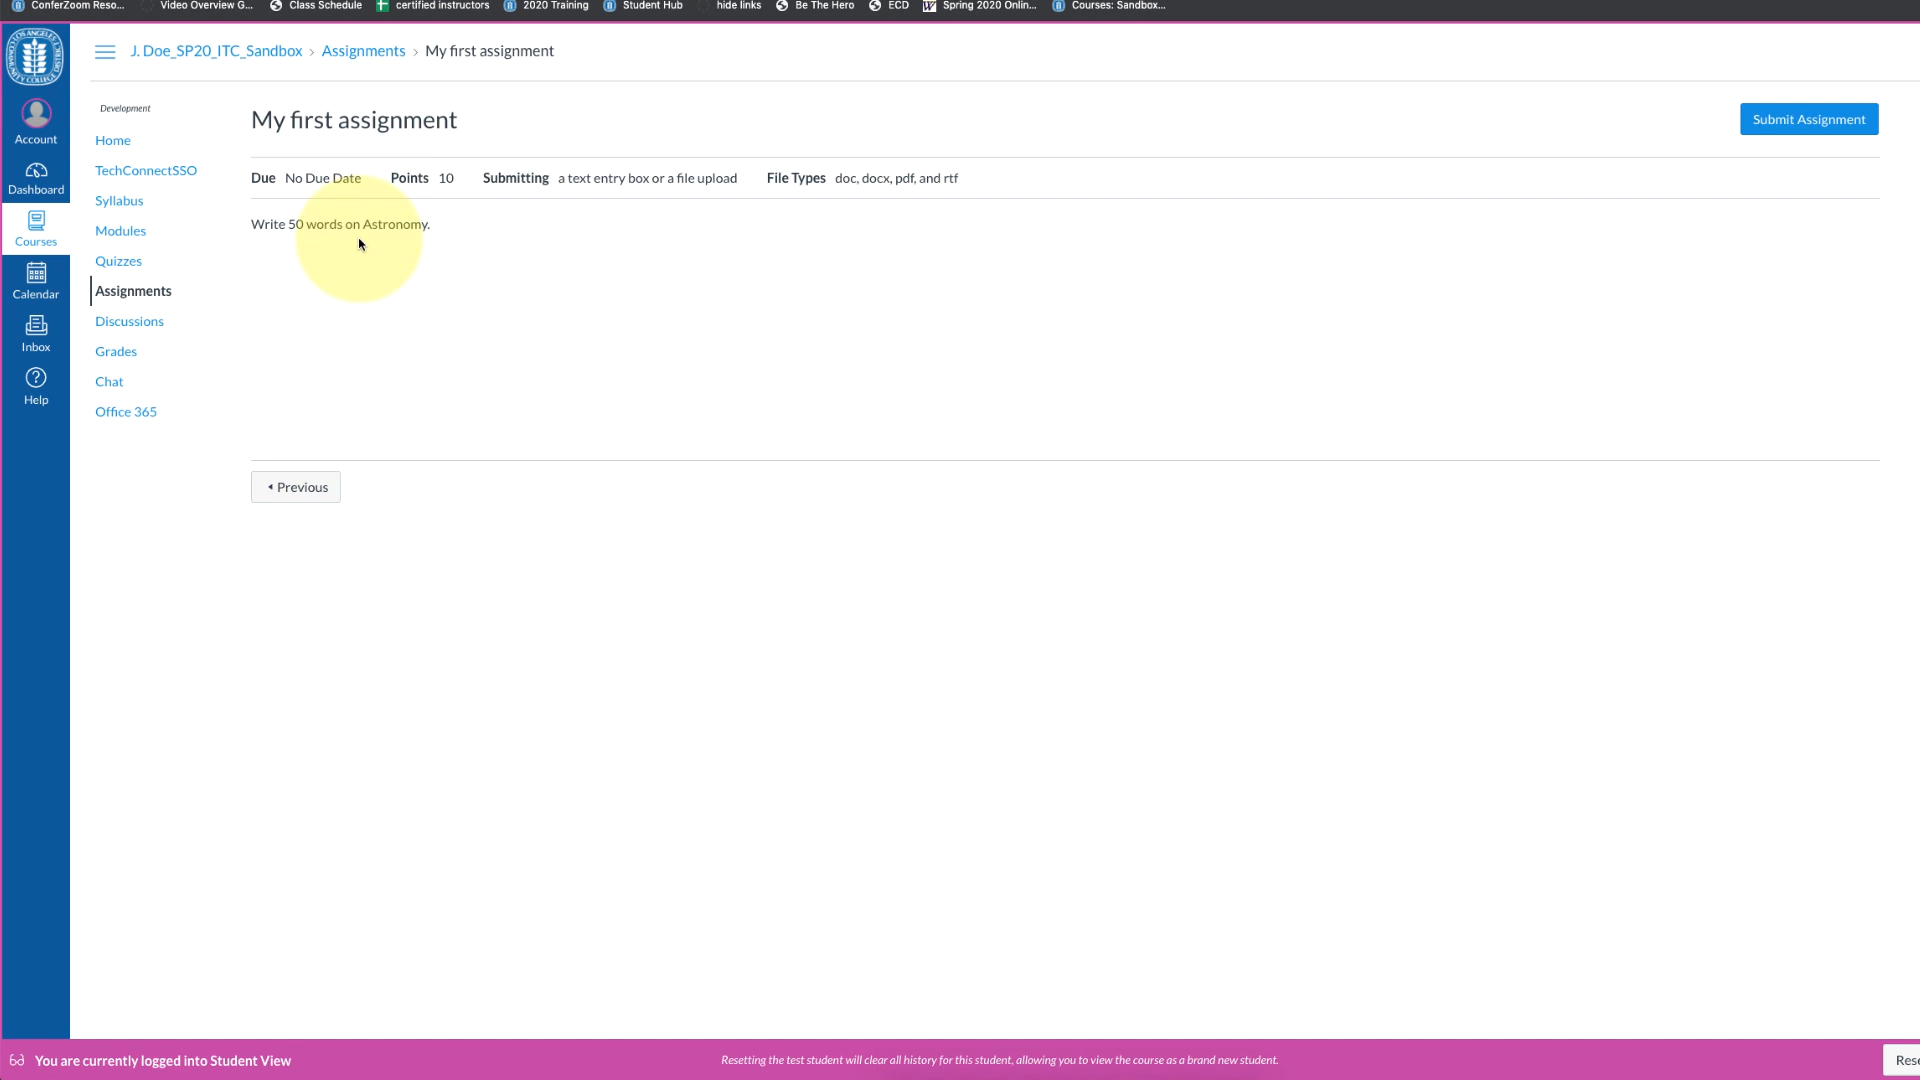 ConferZoom Reso... Video Overview G... Class Schedule certified instructors 2020 Training Student Hub hide links Be The Hero ECD Spring 2020 Onlin... Courses: Sandbox...
J. Doe_SP20_ITC_Sandbox › Assignments › My first assignment
Account
Dashboard
Courses
Calendar
Inbox
Help
Development
Home
TechConnectSSO
Syllabus
Modules
Quizzes
Assignments
Discussions
Grades
Chat
Office 365
My first assignment
Submit Assignment
Due No Due Date Points 10 Submitting a text entry box or a file upload File Types doc, docx, pdf, and rtf
Write 50 words on Astronomy.
Previous
You are currently logged into Student View
Resetting the test student will clear all history for this student, allowing you to view the course as a brand new student.